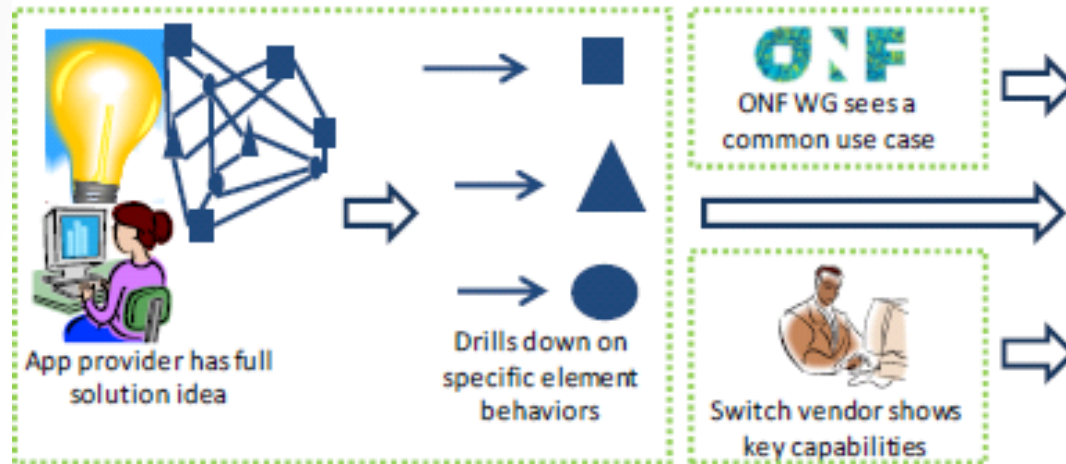 App provider has full
solution idea
Drills down on
specific element
behaviors
ONF
ONF WG sees a
common use case
Switch vendor shows
key capabilities